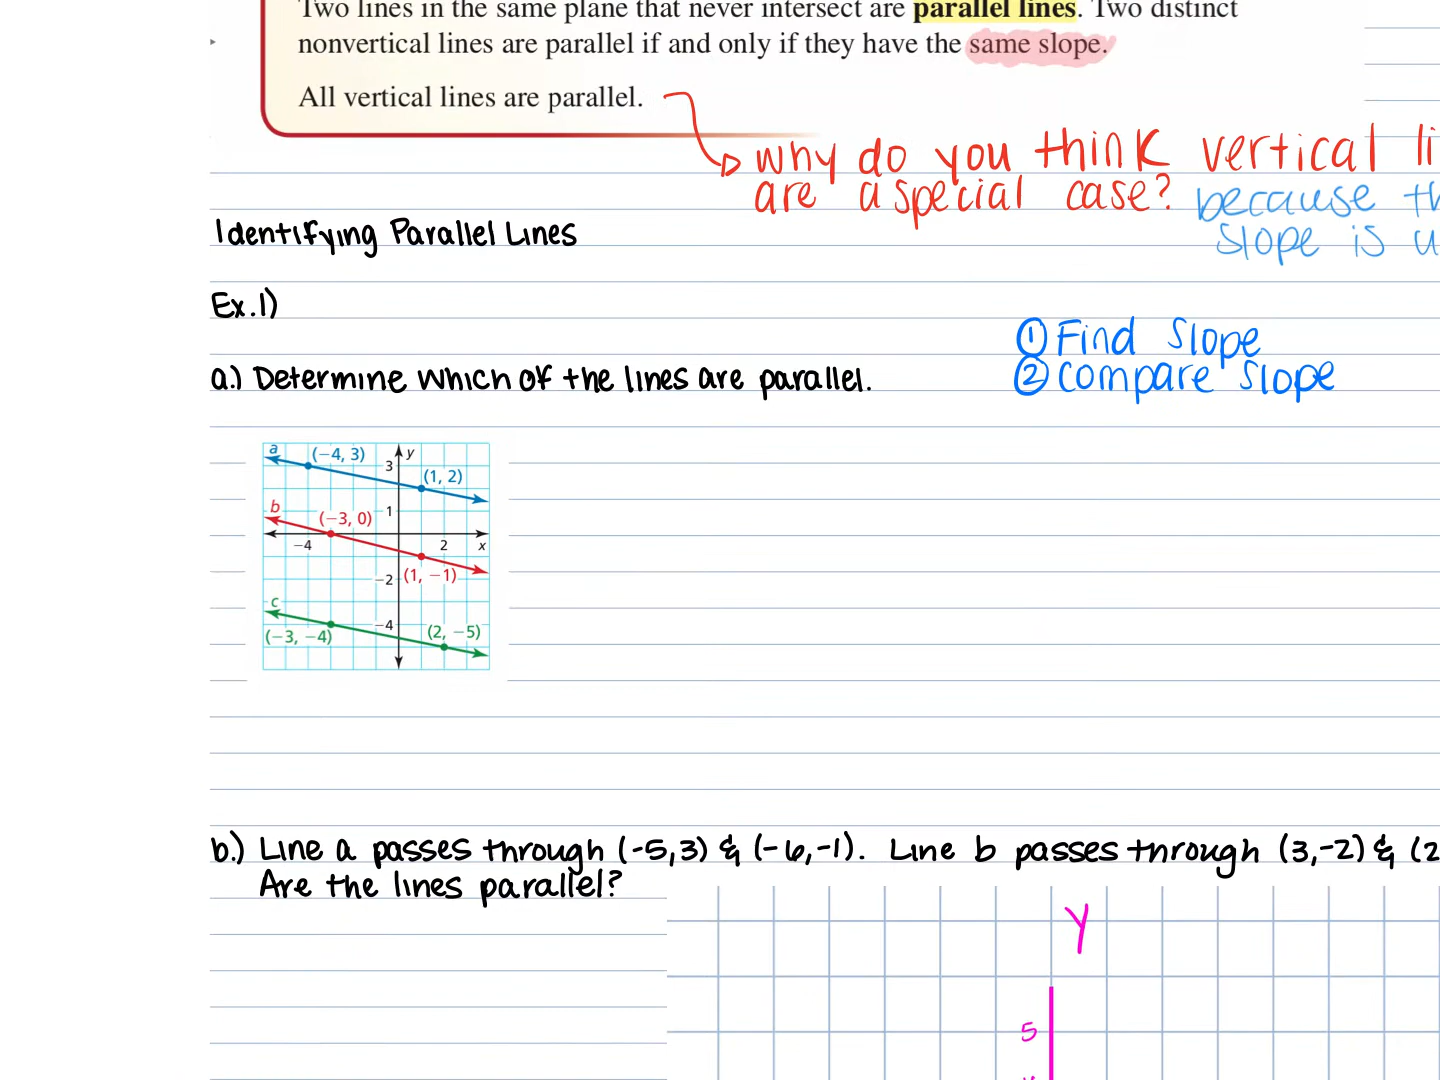 Two lines in the same plane that never intersect are parallel lines. Two distinct
nonvertical lines are parallel if and only if they have the same slope.
All vertical lines are parallel.
why do you think vertical li
are a special case? because th
slope is u
Identifying Parallel Lines
Ex.1)
① Find Slope
② Compare Slope
a.) Determine which of the lines are parallel.
a (-4, 3) y
3
(1, 2)
b (-3, 0) 1
-4 2 x
-2 (1, -1)
c
(-3, -4) -4 (2, -5)
b.) Line a passes through (-5,3) & (-6,-1). Line b passes through (3,-2) & (2
Are the lines parallel?
y
5